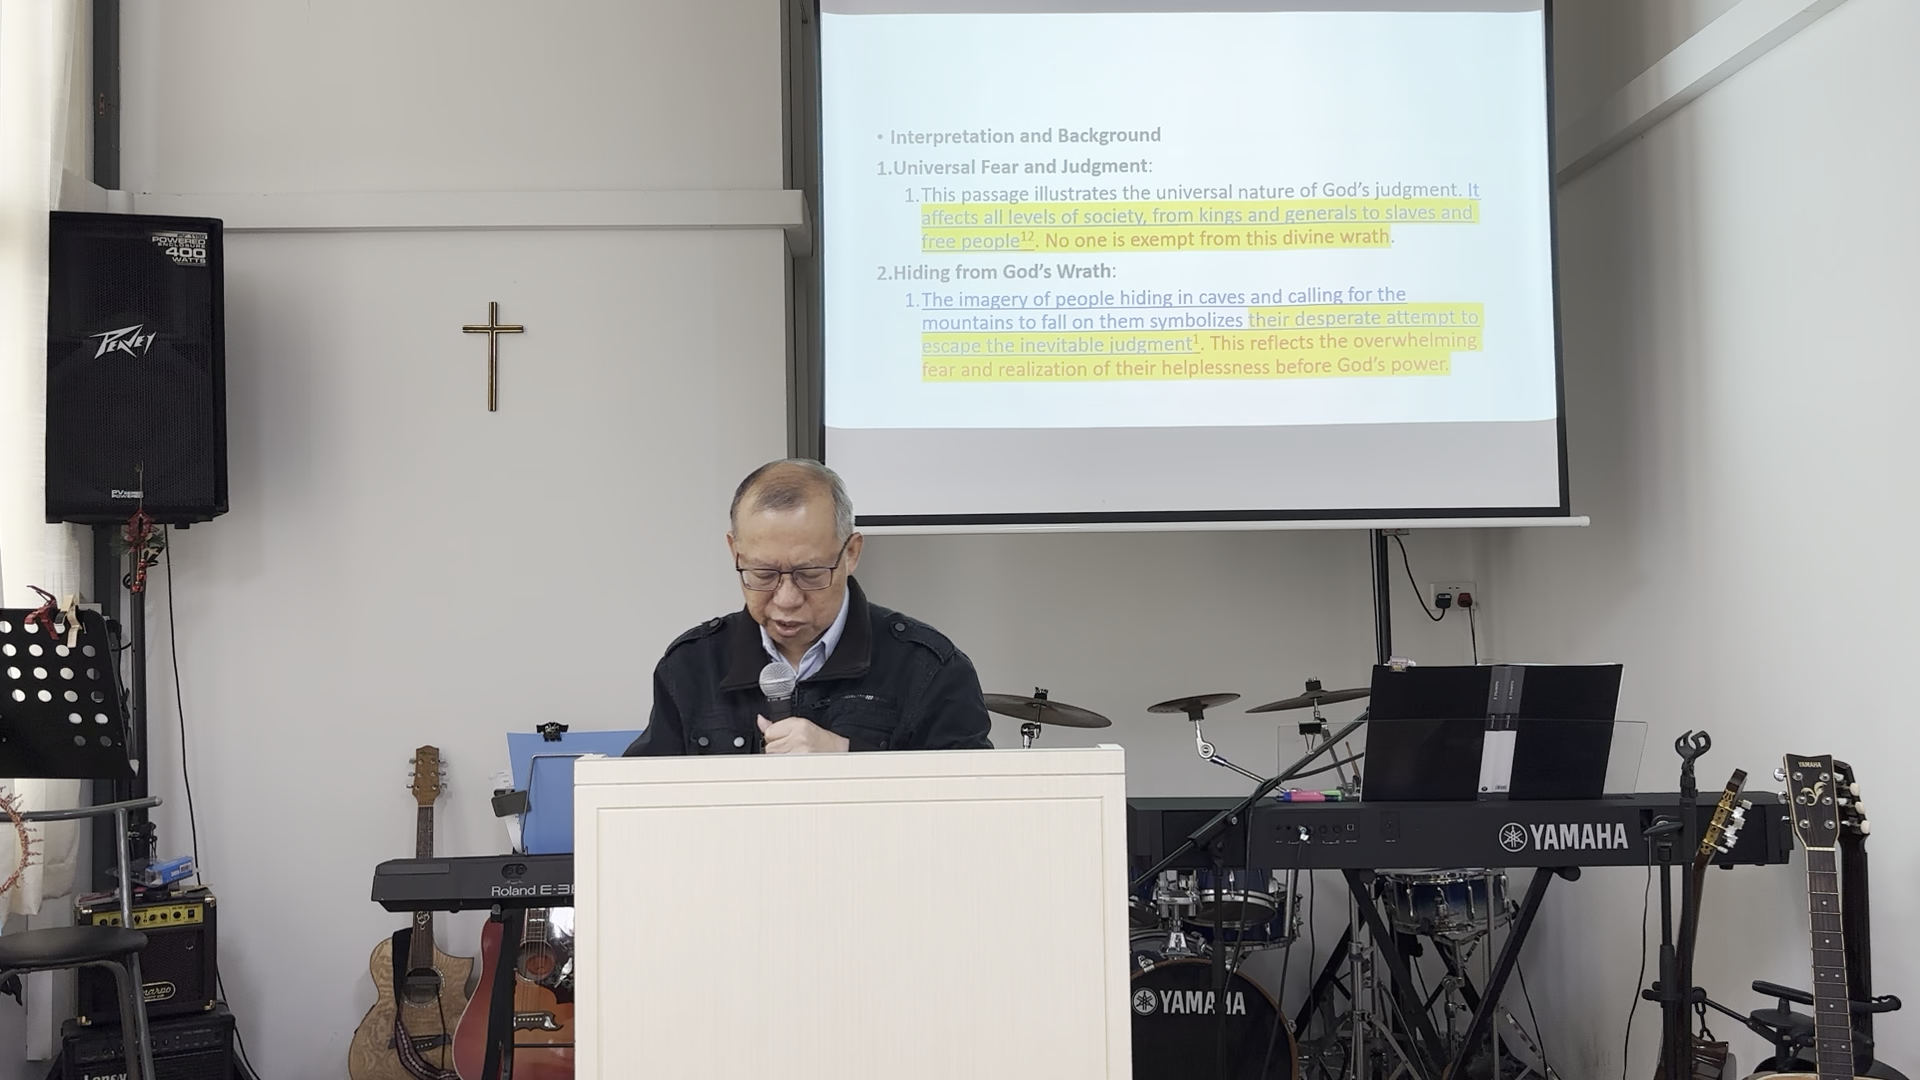 • Interpretation and Background
1.Universal Fear and Judgment:
1.This passage illustrates the universal nature of God's judgment. It
affects all levels of society, from kings and generals to slaves and
free people12. No one is exempt from this divine wrath.
2.Hiding from God's Wrath:
1.The imagery of people hiding in caves and calling for the
mountains to fall on them symbolizes their desperate attempt to
escape the inevitable judgment1. This reflects the overwhelming
fear and realization of their helplessness before God's power.
POWERED
ENCLOSURE
400
WATTS
PEAVEY
Roland E-3
YAMAHA
YAMAHA
YAMAHA